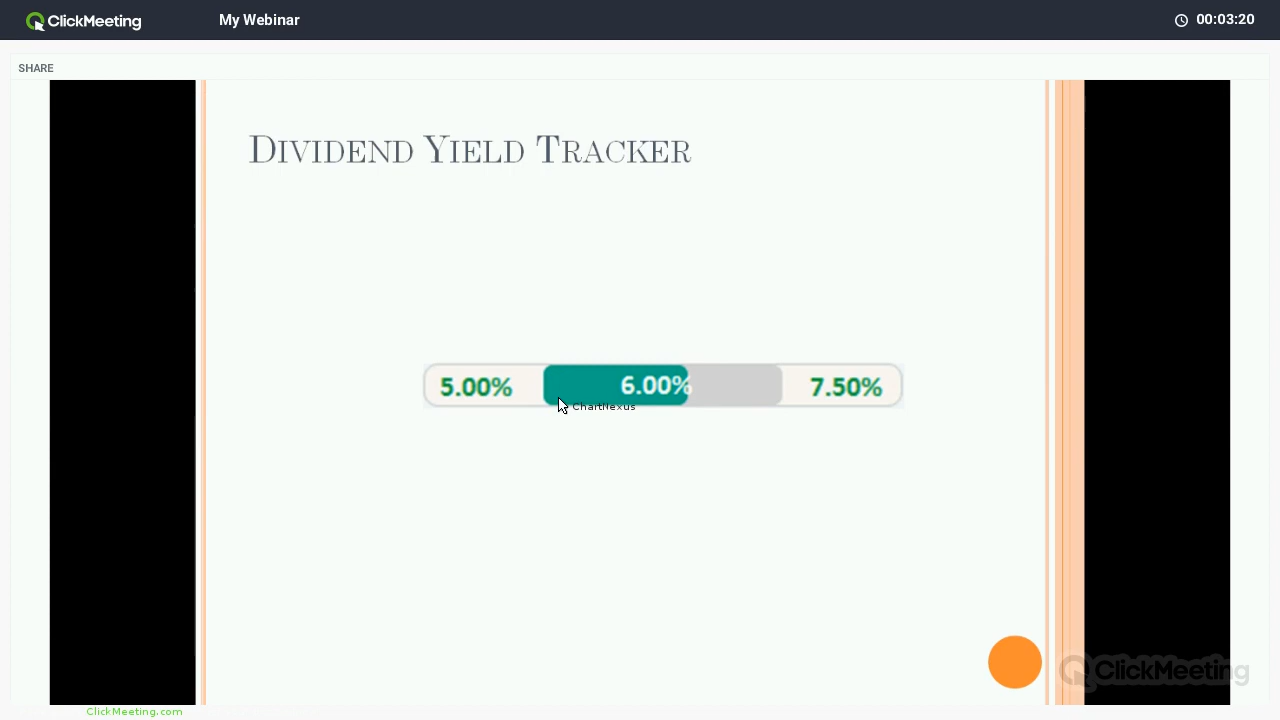 ClickMeeting
My Webinar
00:03:20
SHARE
Dividend Yield Tracker
5.00%
6.00%
7.50%
ChartNexus
ClickMeeting
ClickMeeting.com